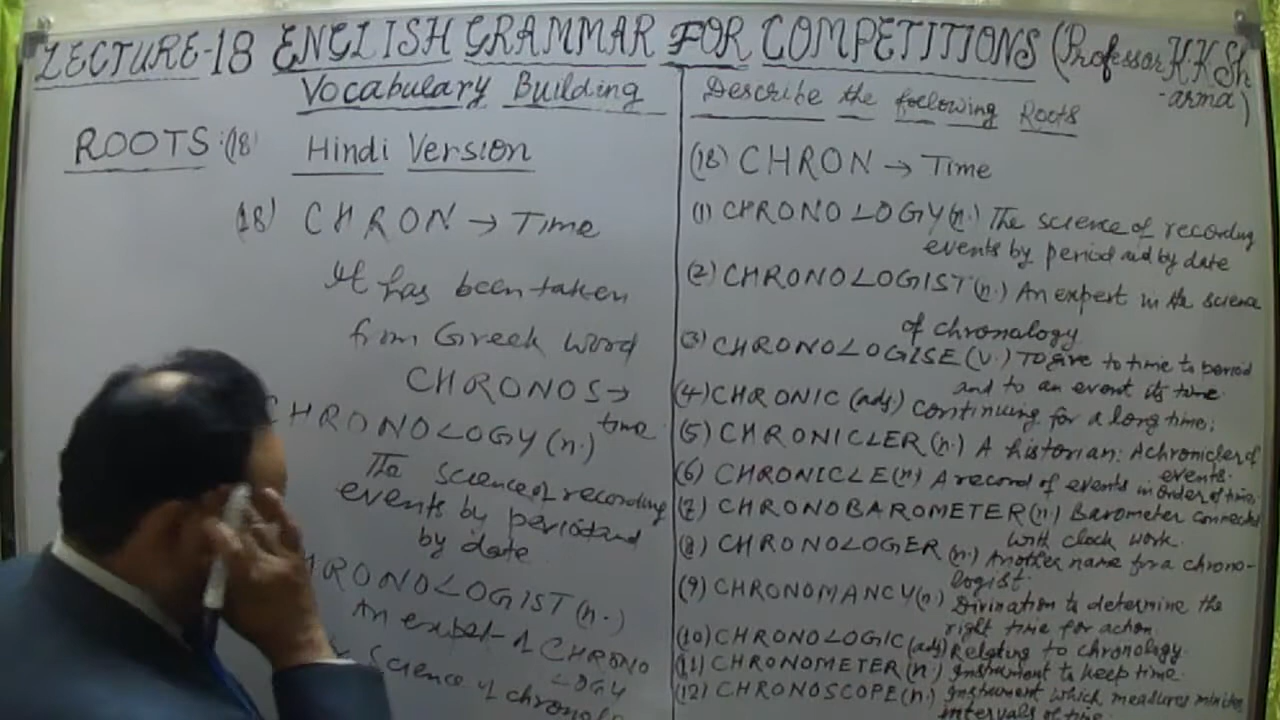 LECTURE-18 ENGLISH GRAMMAR FOR COMPETITIONS (Professor K K Sh
-arma)
Vocabulary Building
ROOTS:(18) Hindi Version
(18) CHRON → Time
It has been taken
from Greek word
CHRONOS →
time
CHRONOLOGY (n.)
The science of recording
events by period and
by date
CHRONOLOGIST (n.)
An expert of CHRONO
LOGY
science of chronol
Describe the following Roots
(18) CHRON → Time
(1) CHRONOLOGY (n.) The science of recording
events by period and by date
(2) CHRONOLOGIST (n.) An expert in the science
of chronalogy
(3) CHRONOLOGISE (v.) To give to time to period
and to an event its time.
(4) CHRONIC (adj) continuing for a long time;
(5) CHRONICLER (n.) A historian: A chronicler of
events.
(6) CHRONICLE (n) A record of events in order of time,
(7) CHRONOBAROMETER (n.) Barometer connected
with clock work.
(8) CHRONOLOGER (n.) Another name for a chrono-
logist.
(9) CHRONOMANCY (n.) Divination to determine the
right time for action
(10) CHRONOLOGIC (adj) Relating to chronology.
(11) CHRONOMETER (n.) Instrument to keep time.
(12) CHRONOSCOPE (n.) Instrument which measures minutes
intervals of time